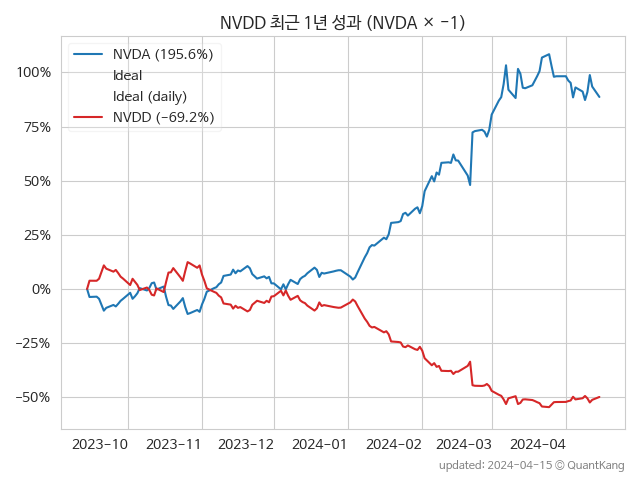 NVDD 최근 1년 성과 (NVDA × −1)
NVDA (195.6%)
Ideal
Ideal (daily)
NVDD (−69.2%)
100%
75%
50%
25%
0%
−25%
−50%
2023−10 2023−11 2023−12 2024−01 2024−02 2024−03 2024−04
updated: 2024-04-15 © QuantKang